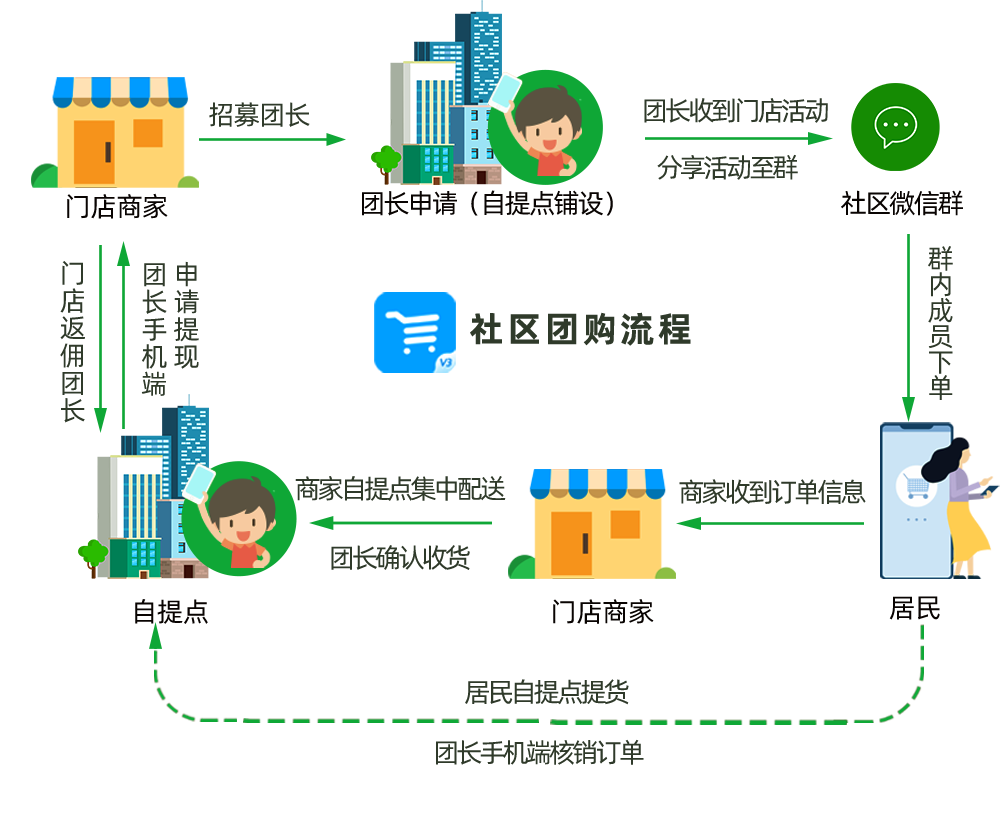 招募团长
团长收到门店活动
分享活动至群
门店商家
团长申请（自提点铺设）
社区微信群
门店返佣团长
团长手机端
申请提现
社区团购流程
V3
群内成员下单
商家自提点集中配送
团长确认收货
商家收到订单信息
自提点
门店商家
居民
居民自提点提货
团长手机端核销订单